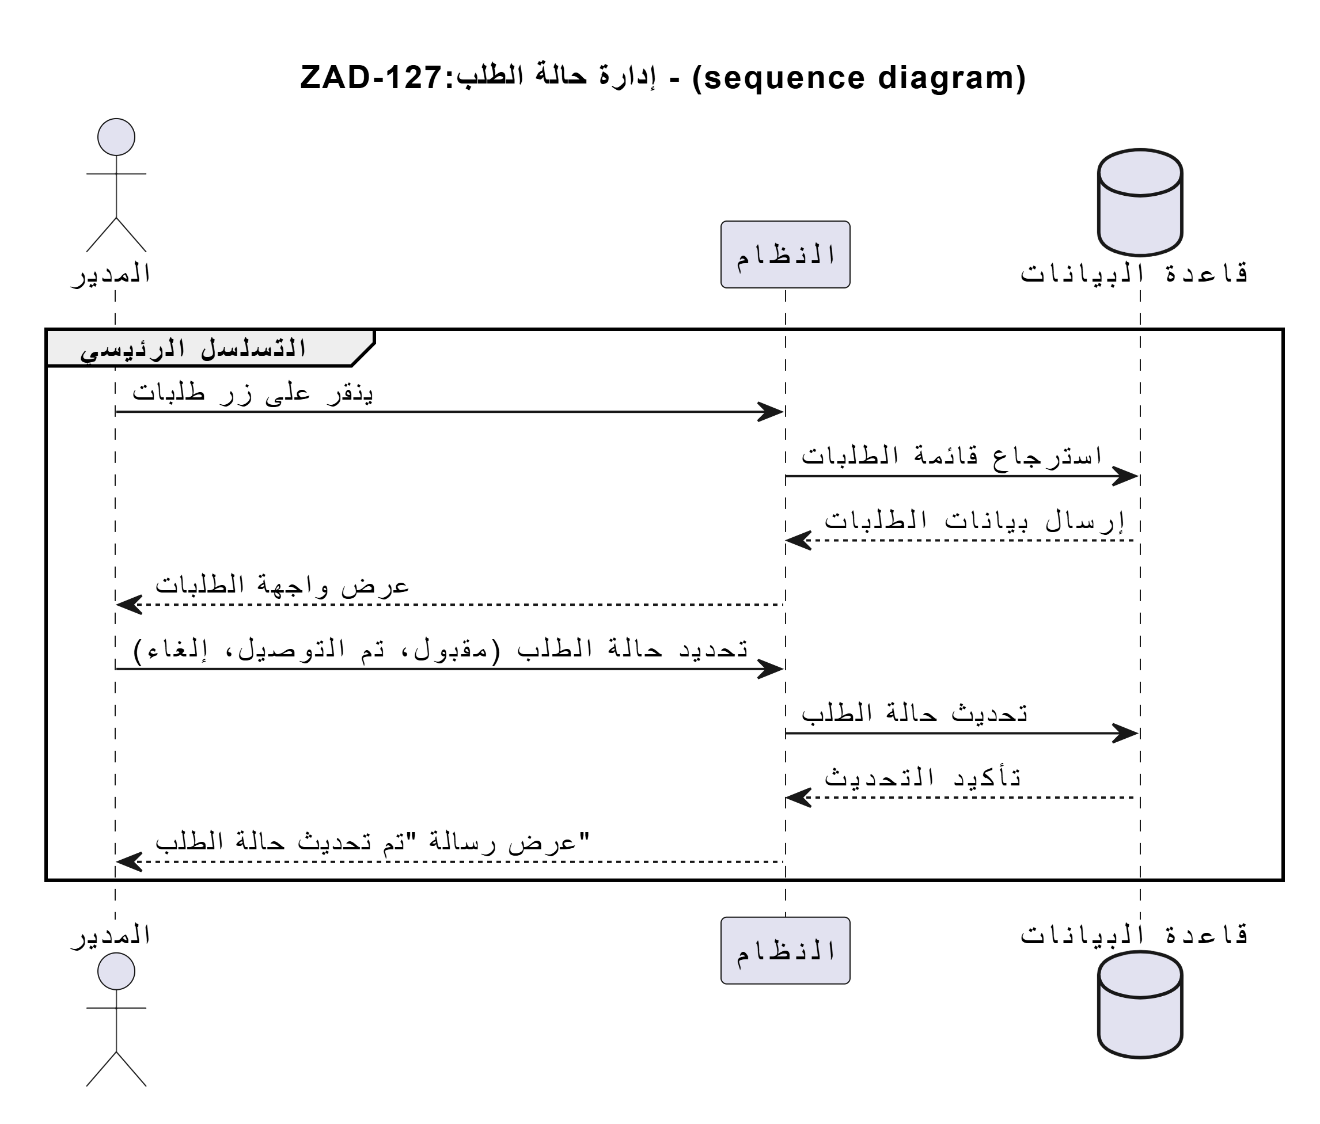 ZAD-127:إدارة حالة الطلب - (sequence diagram)
المدير
النظام
قاعدة البيانات
التسلسل الرئيسي
ينقر على زر طلبات
استرجاع قائمة الطلبات
إرسال بيانات الطلبات
عرض واجهة الطلبات
تحديد حالة الطلب (مقبول، تم التوصيل، إلغاء)
تحديث حالة الطلب
تأكيد التحديث
عرض رسالة "تم تحديث حالة الطلب"
المدير
النظام
قاعدة البيانات